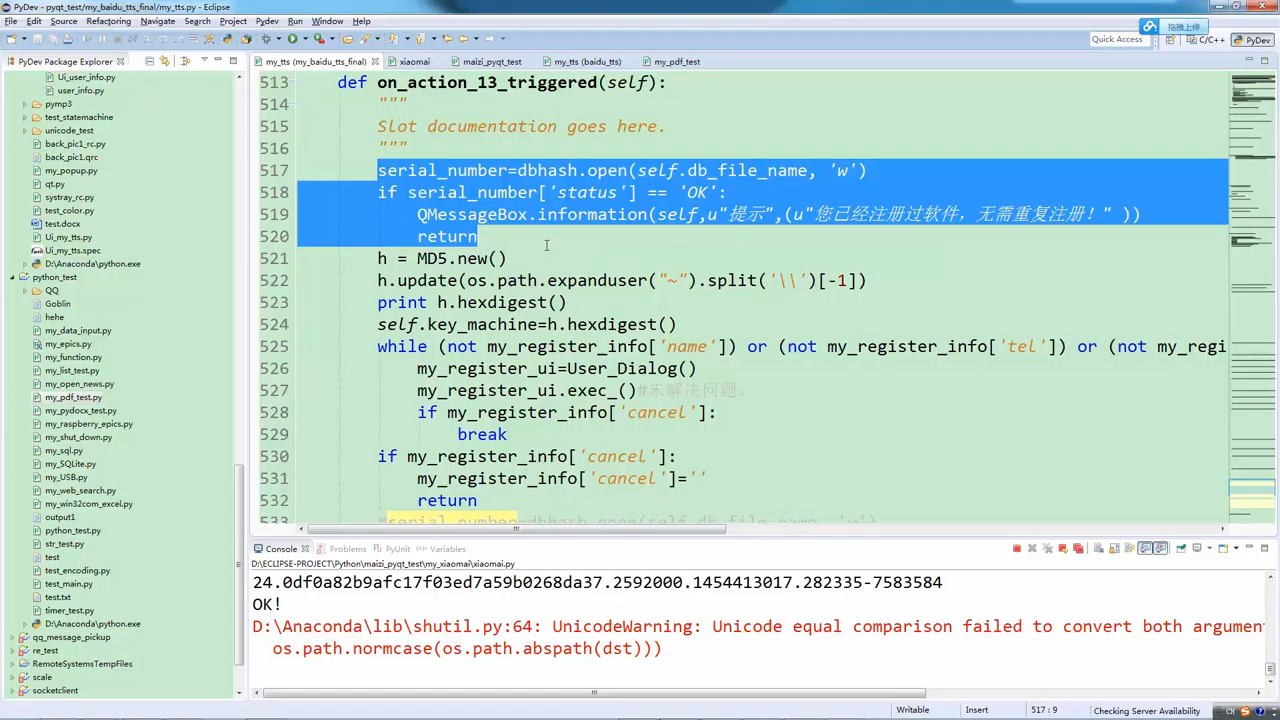 PyDev - pyqt_test/my_baidu_tts_final/my_tts.py - Eclipse
File Edit Source Refactoring Navigate Search Project Pydev Run Window Help
拖拽上传
Quick Access
C/C++
PyDev
PyDev Package Explorer
my_tts (my_baidu_tts_final)
xiaomai
maizi_pyqt_test
my_tts (baidu_tts)
my_pdf_test
Ui_user_info.py
user_info.py
pymp3
test_statemachine
unicode_test
back_pic1_rc.py
back_pic1.qrc
my_popup.py
qt.py
systray_rc.py
test_color.py
test.docx
Ui_my_tts.py
Ui_my_tts.spec
D:\Anaconda\python.exe
python_test
QQ
Goblin
hehe
my_data_input.py
my_epics.py
my_function.py
my_list_test.py
my_open_news.py
my_pdf_test.py
my_pydocx_test.py
my_raspberry_epics.py
my_shut_down.py
my_sql.py
my_SQLite.py
my_USB.py
my_web_search.py
my_win32com_excel.py
output1
python_test.py
str_test.py
test
test_encoding.py
test_main.py
test.txt
timer_test.py
D:\Anaconda\python.exe
qq_message_pickup
re_test
RemoteSystemsTempFiles
scale
socketclient
513 def on_action_13_triggered(self):
514 """
515 Slot documentation goes here.
516 """
517 serial_number=dbhash.open(self.db_file_name, 'w')
518 if serial_number['status'] == 'OK':
519 QMessageBox.information(self,u"提示",(u"您已经注册过软件，无需重复注册！" ))
520 return
521 h = MD5.new()
522 h.update(os.path.expanduser("~").split('\\')[-1])
523 print h.hexdigest()
524 self.key_machine=h.hexdigest()
525 while (not my_register_info['name']) or (not my_register_info['tel']) or (not my_regi
526 my_register_ui=User_Dialog()
527 my_register_ui.exec_()#未解决问题。
528 if my_register_info['cancel']:
529 break
530 if my_register_info['cancel']:
531 my_register_info['cancel']=''
532 return
533 #serial_number=dbhash.open(self.db_file_name, 'w')
Console Problems PyUnit Variables
D:\ECLIPSE-PROJECT\Python\maizi_pyqt_test\my_xiaomai\xiaomai.py
24.0df0a82b9afc17f03ed7a59b0268da37.2592000.1454413017.282335-7583584
OK!
D:\Anaconda\lib\shutil.py:64: UnicodeWarning: Unicode equal comparison failed to convert both argumen
os.path.normcase(os.path.abspath(dst)))
Writable Insert 517 : 9 Checking Server Availability
CH